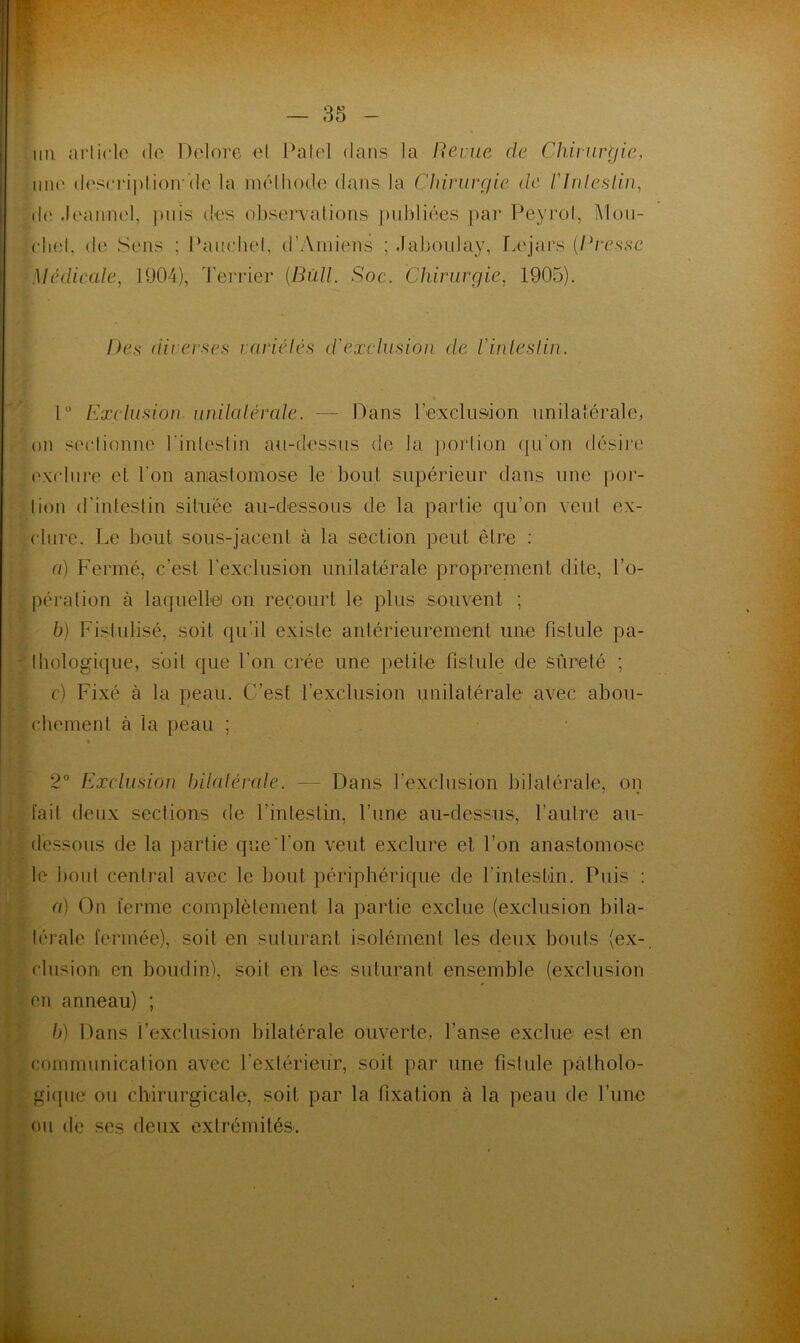 — 35 -
un article de Delore et Patel dans la Revue de Chirurgie,
une description de la méthode dans la Chirurgie de l'Intestin,
de Jeannel, puis des observations publiées par Peyrot, Mou-
chet, de Sens ; Pauchet, d'Amiens ; Jaboulay, Lejars (Presse
Médicale, 1904), Terrier (Büll. Soc. Chirurgie, 1905).
Des diverses variétés d'exclusion de l'intestin.
1° Exclusion unilatérale. — Dans l'exclusion unilatérale,
on sectionne l'intestin au-dessus de la portion qu'on désire
exclure et l'on anastomose le bout supérieur dans une por-
tion d'intestin située au-dessous de la partie qu'on veut ex-
clure. Le bout sous-jacent à la section peut être :
a) Fermé, c'est l'exclusion unilatérale proprement dite, l'o-
pération à laquelle on reçourt le plus souvent ;
b) Fistulisé, soit qu'il existe antérieurement une fistule pa-
thologique, soit que l'on crée une petite fistule de sûreté ;
c) Fixé à la peau. C'est l'exclusion unilatérale avec abou-
chement à la peau ;
2° Exclusion bilatérale. — Dans l'exclusion bilatérale, on
fait deux sections de l'intestin, l'une au-dessus, l'autre au-
dessous de la partie que l'on veut exclure et l'on anastomose
le bout central avec le bout périphérique de l'intestin. Puis :
a) On ferme complètement la partie exclue (exclusion bila-
térale fermée), soit en suturant isolément les deux bouts (ex-
clusion en boudin), soit en les suturant ensemble (exclusion
en anneau) ;
b) Dans l'exclusion bilatérale ouverte, l'anse exclue est en
communication avec l'extérieur, soit par une fistule patholo-
gique ou chirurgicale, soit par la fixation à la peau de l'une
ou de ses deux extrémités.